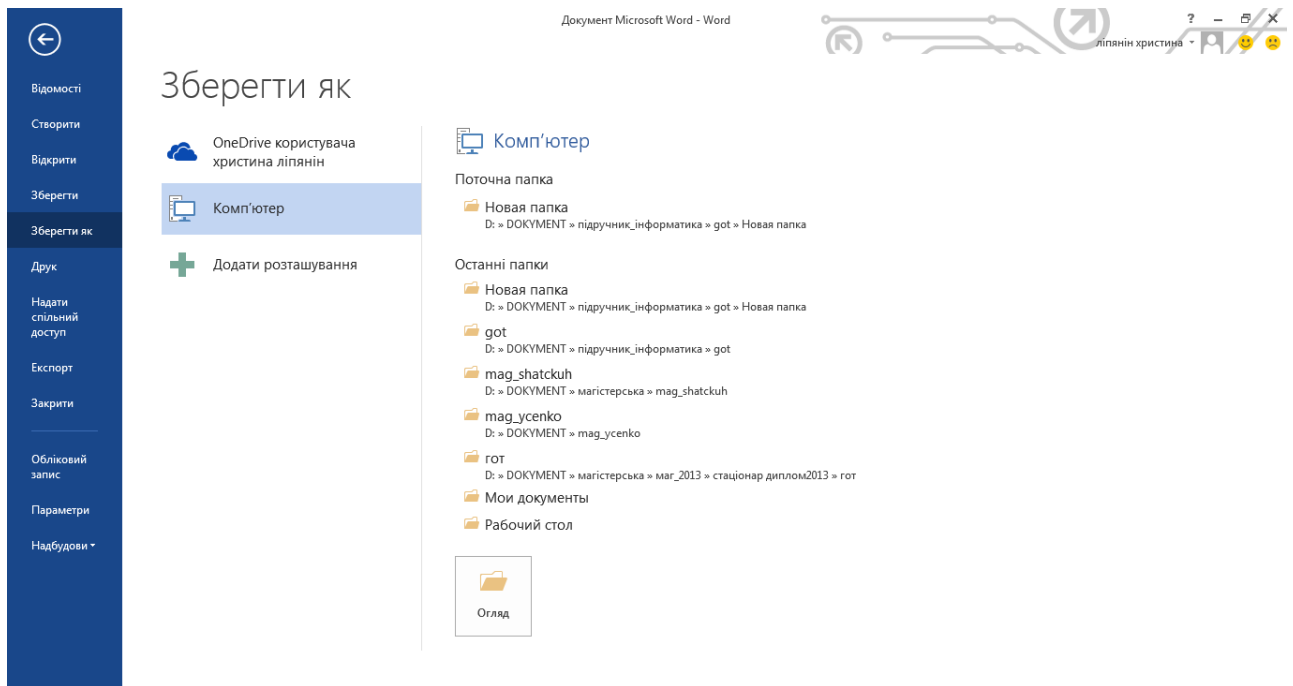 Документ Microsoft Word - Word
?
ліпянін христина
Відомості
Створити
Відкрити
Зберегти
Зберегти як
Друк
Надати
спільний
доступ
Експорт
Закрити
Обліковий
запис
Параметри
Надбудови
Зберегти як
OneDrive користувача
христина ліпянін
Комп'ютер
Додати розташування
Комп'ютер
Поточна папка
Новая папка
D: » DOKYMENT » підручник_інформатика » got » Новая папка
Останні папки
Новая папка
D: » DOKYMENT » підручник_інформатика » got » Новая папка
got
D: » DOKYMENT » підручник_інформатика » got
mag_shatckuh
D: » DOKYMENT » магістерська » mag_shatckuh
mag_ycenko
D: » DOKYMENT » mag_ycenko
гот
D: » DOKYMENT » магістерська » маг_2013 » стаціонар диплом2013 » гот
Мои документы
Рабочий стол
Огляд